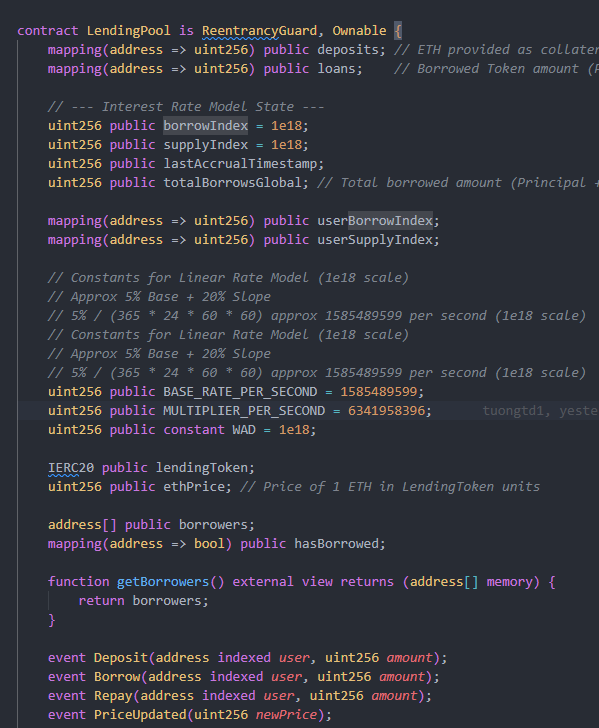 contract LendingPool is ReentrancyGuard, Ownable {
mapping(address => uint256) public deposits; // ETH provided as
mapping(address => uint256) public loans; // Borrowed Token amount
// --- Interest Rate Model State ---
uint256 public borrowIndex = 1e18;
uint256 public supplyIndex = 1e18;
uint256 public lastAccrualTimestamp;
uint256 public totalBorrowsGlobal; // Total borrowed amount (Principal +
mapping(address => uint256) public userBorrowIndex;
mapping(address => uint256) public userSupplyIndex;
// Constants for Linear Rate Model (1e18 scale)
// Approx 5% Base + 20% Slope
// 5% / (365 * 24 * 60 * 60) approx 1585489599 per second (1e18 scale)
// Constants for Linear Rate Model (1e18 scale)
// Approx 5% Base + 20% Slope
// 5% / (365 * 24 * 60 * 60) approx 1585489599 per second (1e18 scale)
uint256 public BASE_RATE_PER_SECOND = 1585489599;
uint256 public MULTIPLIER_PER_SECOND = 6341958396; tuongtd1,
uint256 public constant WAD = 1e18;
IERC20 public lendingToken;
uint256 public ethPrice; // Price of 1 ETH in LendingToken units
address[] public borrowers;
mapping(address => bool) public hasBorrowed;
function getBorrowers() external view returns (address[] memory) {
return borrowers;
}
event Deposit(address indexed user, uint256 amount);
event Borrow(address indexed user, uint256 amount);
event Repay(address indexed user, uint256 amount);
event PriceUpdated(uint256 newPrice);